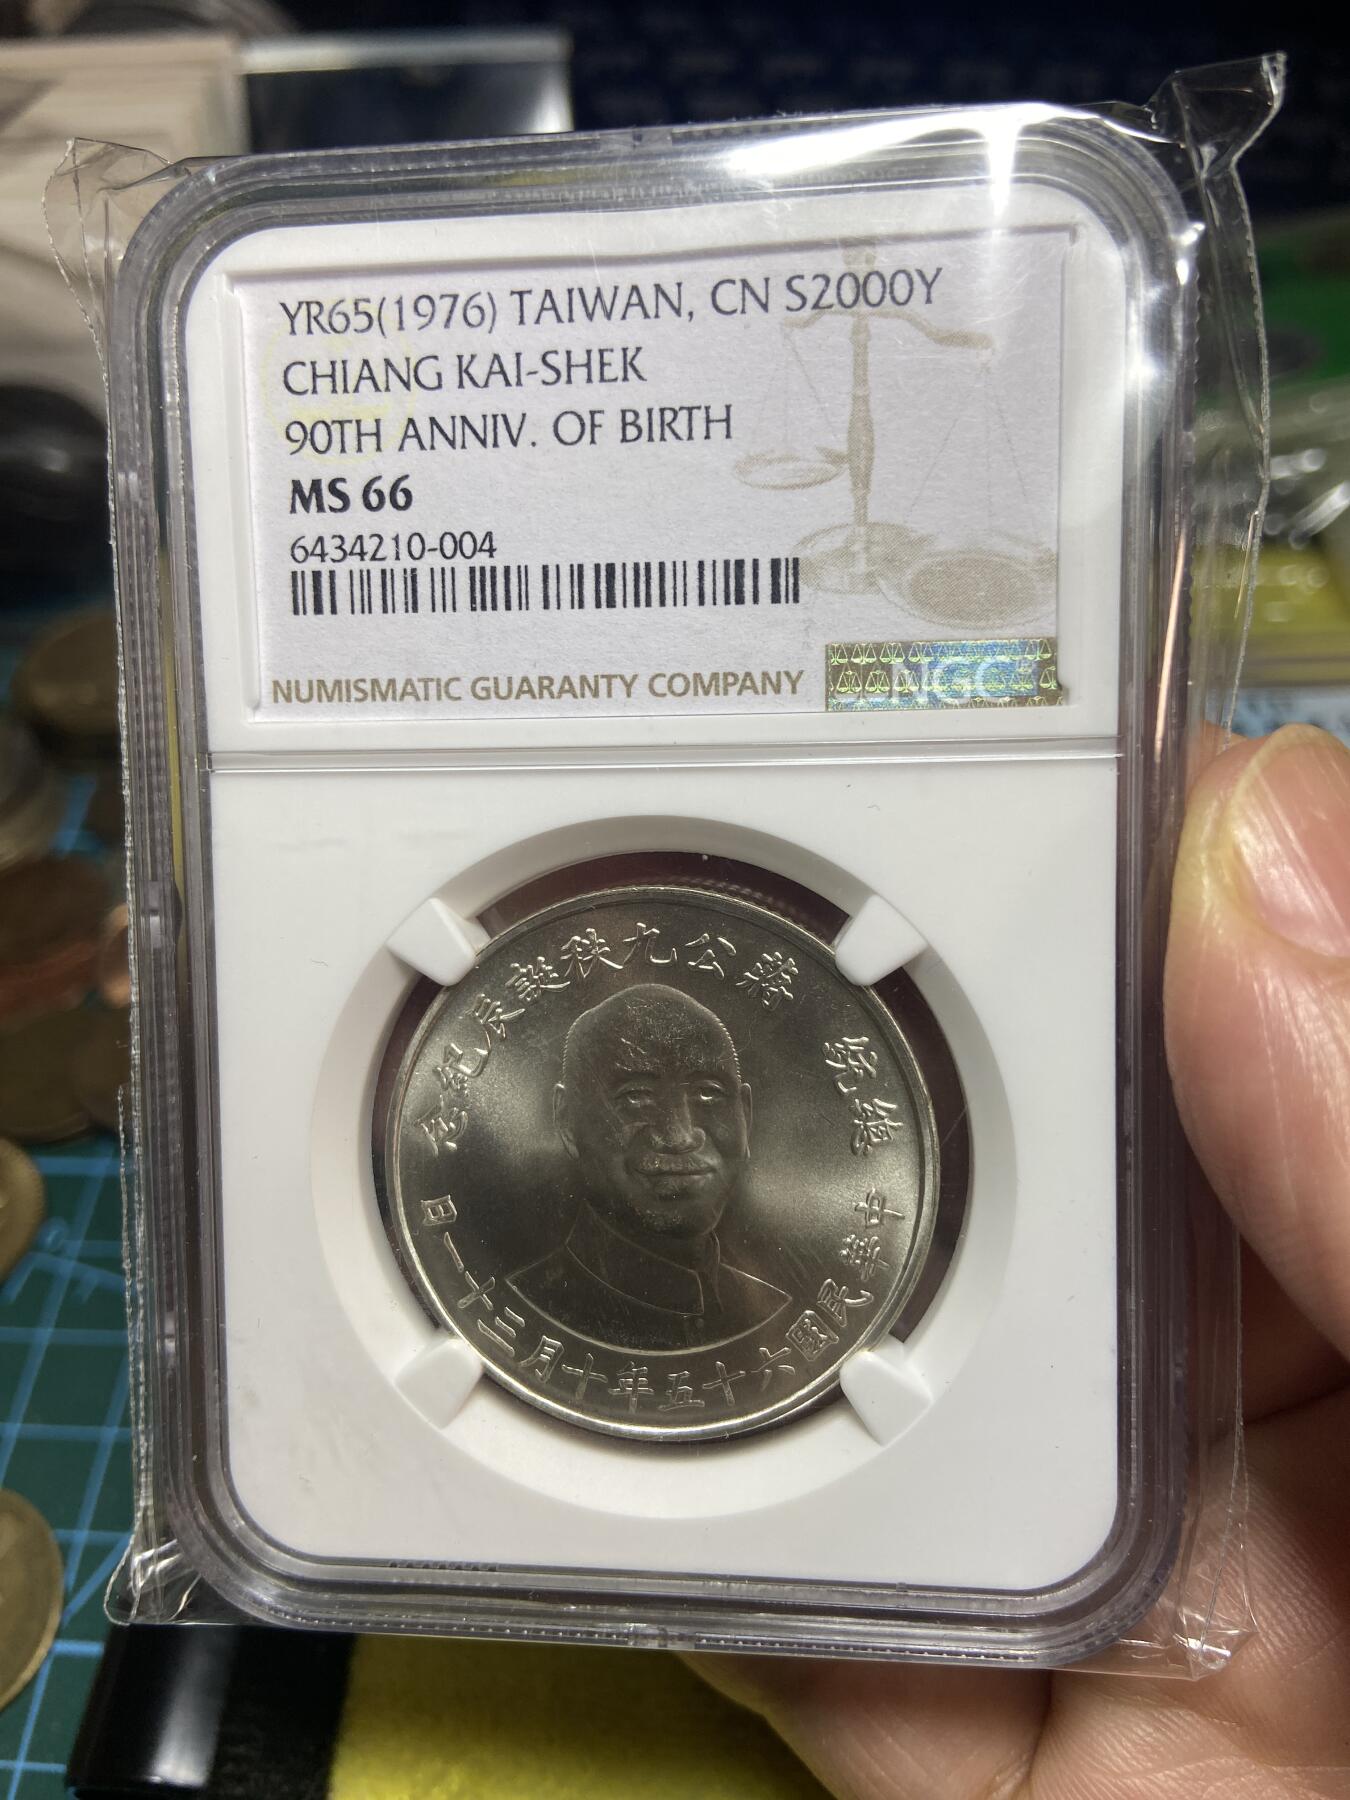 YR65(1976) TAIWAN, CN S2000Y
CHIANG KAI-SHEK
90TH ANNIV. OF BIRTH
MS 66
6434210-004
NUMISMATIC GUARANTY COMPANY
NGC
總統 蔣公九秩誕辰紀念
中華民國六十五年十月三十一日